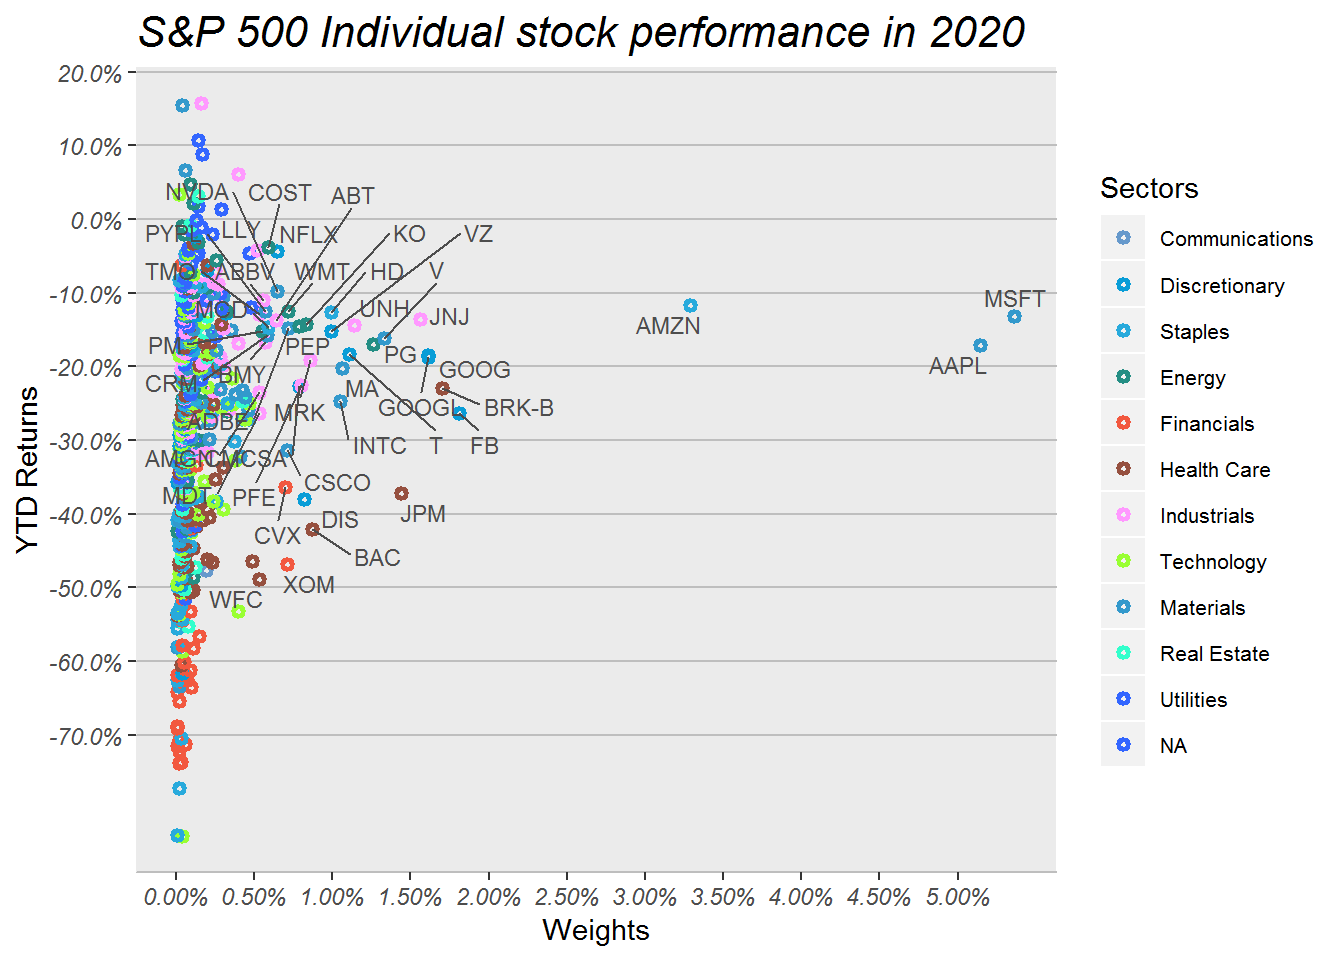 S&P 500 Individual stock performance in 2020
20.0%
10.0%
0.0%
-10.0%
-20.0%
-30.0%
-40.0%
-50.0%
-60.0%
-70.0%
YTD Returns
NVDA
COST
ABT
PYPL
LLY
NFLX
KO
VZ
ABBV
WMT
HD
V
UNH
JNJ
MSFT
AMZN
AAPL
PEP
PG
GOOG
CRM
BMY
MA
GOOGL
BRK-B
ADBE
MRK
INTC
T
FB
AMGN
CMCSA
MDT
PFE
CSCO
CVX
DIS
JPM
BAC
WFC
XOM
0.00% 0.50% 1.00% 1.50% 2.00% 2.50% 3.00% 3.50% 4.00% 4.50% 5.00%
Weights
Sectors
Communications
Discretionary
Staples
Energy
Financials
Health Care
Industrials
Technology
Materials
Real Estate
Utilities
NA